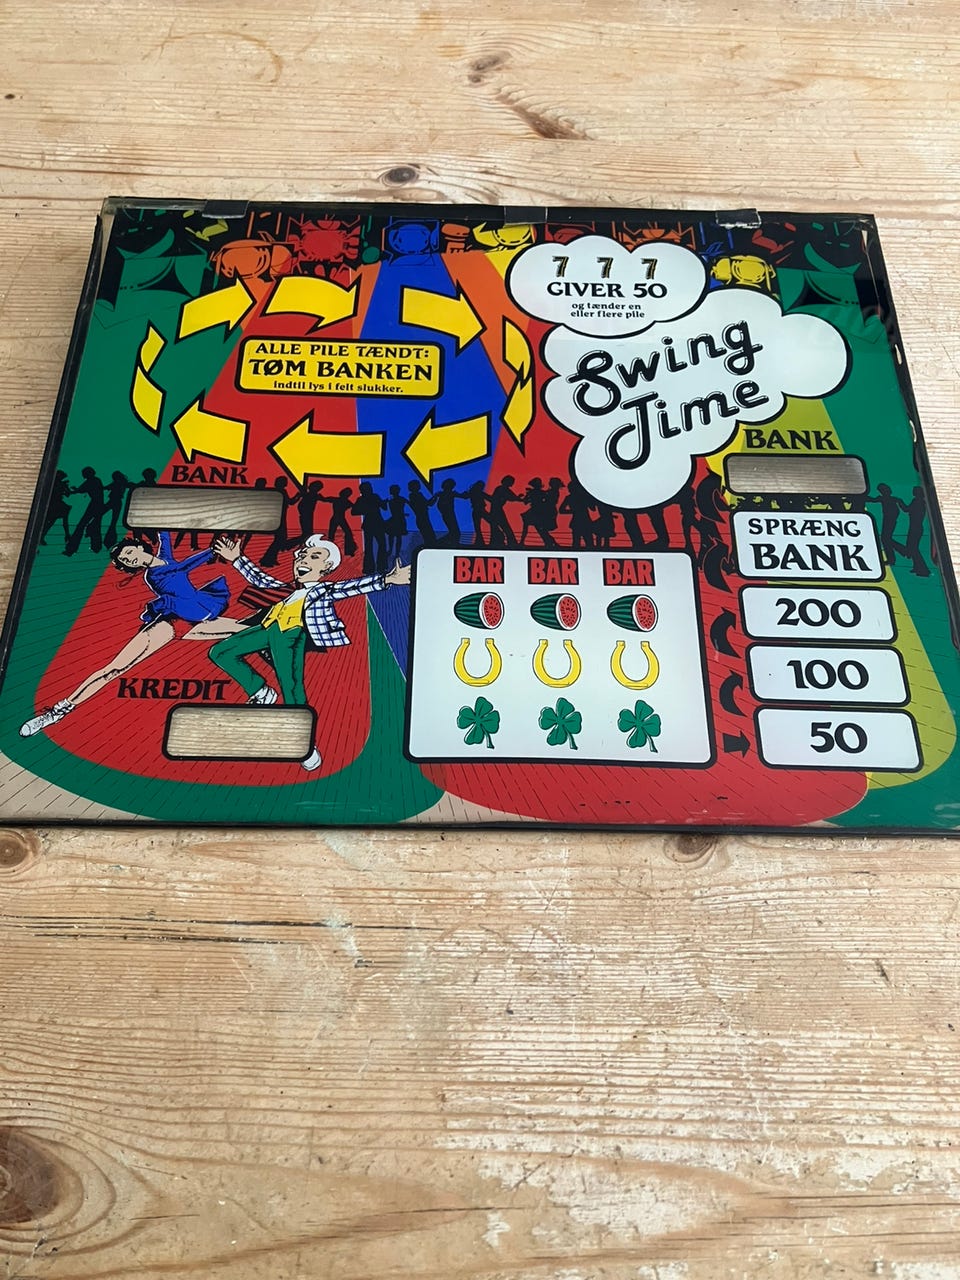 7 7 7
GIVER 50
og tænder en
eller flere pile
Swing
Time
ALLE PILE TÆNDT:
TØM BANKEN
indtil lys i felt slukker.
BANK
BANK
SPRÆNG
BANK
200
100
50
BAR BAR BAR
KREDIT